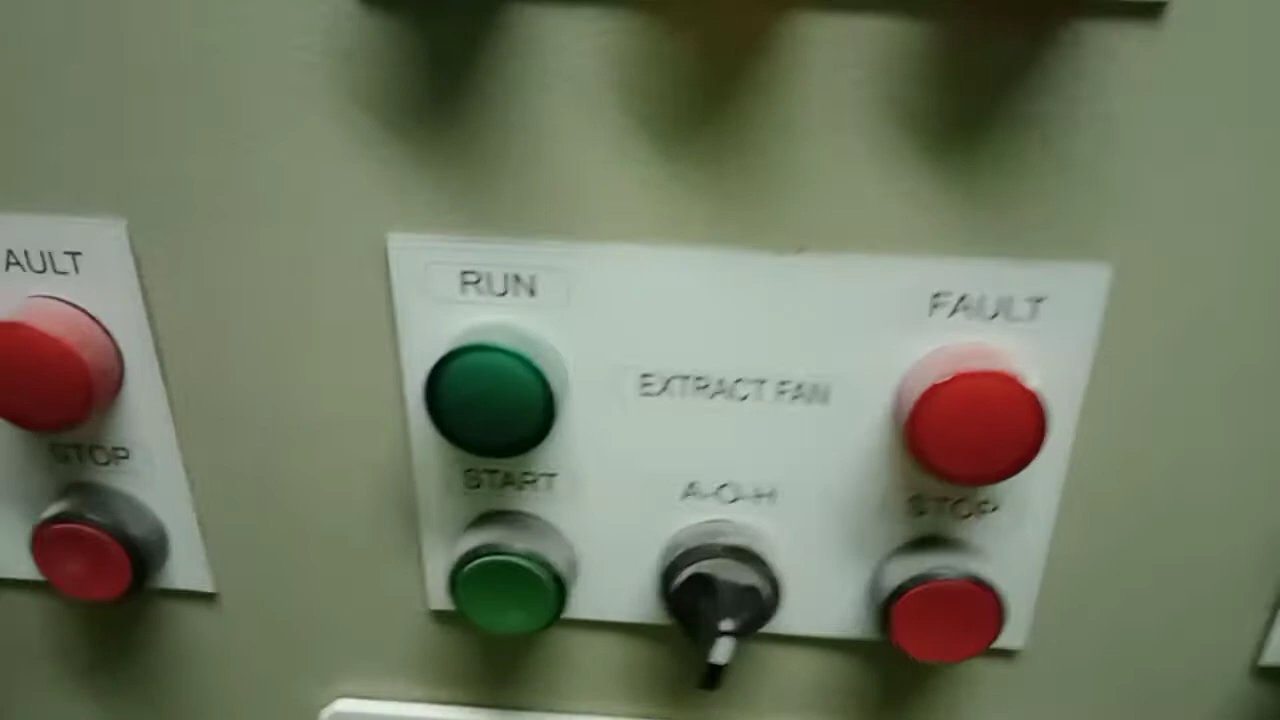 AULT
STOP
RUN
FAULT
EXTRACT FAN
START
A-O-H
STOP